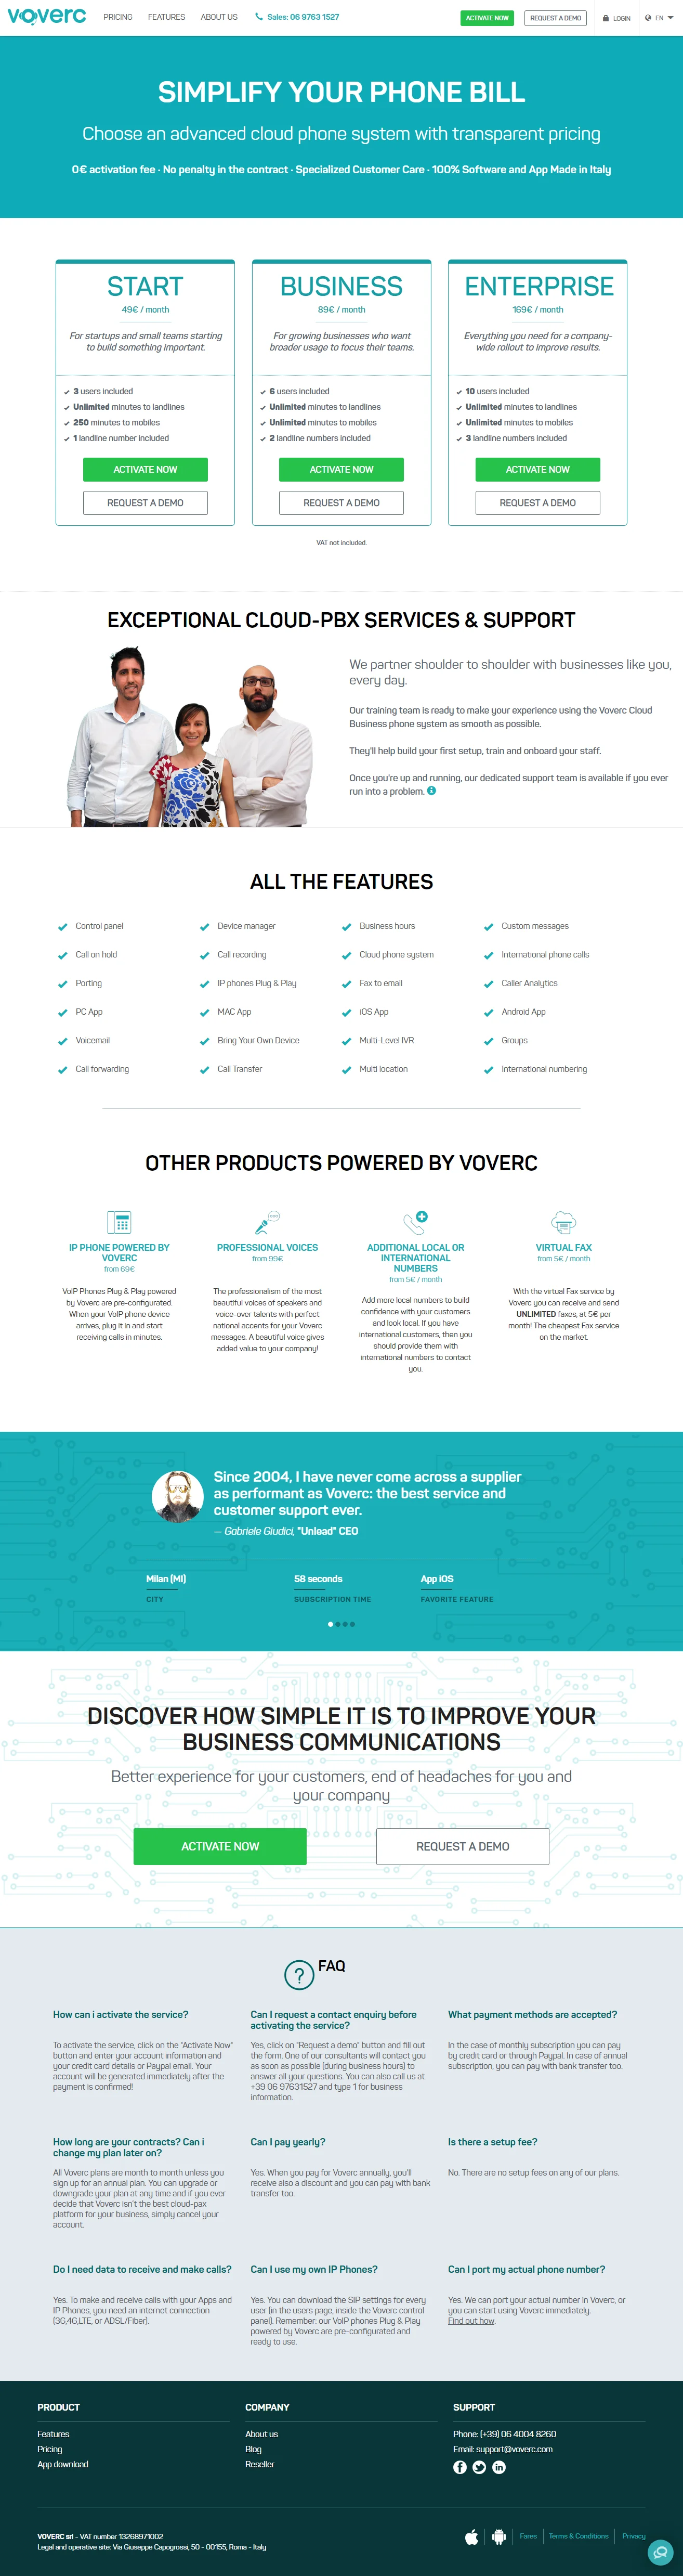 voverc
PRICING FEATURES ABOUT US Sales: 06 9763 1527 ACTIVATE NOW REQUEST A DEMO LOGIN EN
SIMPLIFY YOUR PHONE BILL
Choose an advanced cloud phone system with transparent pricing
0€ activation fee · No penalty in the contract · Specialized Customer Care · 100% Software and App Made in Italy
START
49€ / month
For startups and small teams starting
to build something important.
3 users included
Unlimited minutes to landlines
250 minutes to mobiles
1 landline number included
ACTIVATE NOW
REQUEST A DEMO
BUSINESS
89€ / month
For growing businesses who want
broader usage to focus their teams.
6 users included
Unlimited minutes to landlines
Unlimited minutes to mobiles
2 landline numbers included
ACTIVATE NOW
REQUEST A DEMO
ENTERPRISE
169€ / month
Everything you need for a company-
wide rollout to improve results.
10 users included
Unlimited minutes to landlines
Unlimited minutes to mobiles
3 landline numbers included
ACTIVATE NOW
REQUEST A DEMO
VAT not included.
EXCEPTIONAL CLOUD-PBX SERVICES & SUPPORT
We partner shoulder to shoulder with businesses like you,
every day.
Our training team is ready to make your experience using the Voverc Cloud
Business phone system as smooth as possible.
They'll help build your first setup, train and onboard your staff.
Once you're up and running, our dedicated support team is available if you ever
run into a problem.
ALL THE FEATURES
Control panel Device manager Business hours Custom messages
Call on hold Call recording Cloud phone system International phone calls
Porting IP phones Plug & Play Fax to email Caller Analytics
PC App MAC App iOS App Android App
Voicemail Bring Your Own Device Multi-Level IVR Groups
Call forwarding Call Transfer Multi location International numbering
OTHER PRODUCTS POWERED BY VOVERC
IP PHONE POWERED BY
VOVERC
from 69€
VoIP Phones Plug & Play powered
by Voverc are pre-configurated.
When your VoIP phone device
arrives, plug it in and start
receiving calls in minutes.
PROFESSIONAL VOICES
from 99€
The professionalism of the most
beautiful voices of speakers and
voice-over talents with perfect
national accents for your Voverc
messages. A beautiful voice gives
added value to your company!
ADDITIONAL LOCAL OR
INTERNATIONAL
NUMBERS
from 5€ / month
Add more local numbers to build
confidence with your customers
and look local. If you have
international customers, then you
should provide them with
international numbers to contact
you.
VIRTUAL FAX
from 5€ / month
With the virtual Fax service by
Voverc you can receive and send
UNLIMITED faxes, at 5€ per
month! The cheapest Fax service
on the market.
Since 2004, I have never come across a supplier
as performant as Voverc: the best service and
customer support ever.
— Gabriele Giudici, "Unlead" CEO
Milan (MI) 58 seconds App iOS
CITY SUBSCRIPTION TIME FAVORITE FEATURE
DISCOVER HOW SIMPLE IT IS TO IMPROVE YOUR
BUSINESS COMMUNICATIONS
Better experience for your customers, end of headaches for you and
your company
ACTIVATE NOW REQUEST A DEMO
? FAQ
How can i activate the service?
To activate the service, click on the "Activate Now"
button and enter your account information and
your credit card details or Paypal email. Your
account will be generated immediately after the
payment is confirmed!
Can I request a contact enquiry before
activating the service?
Yes, click on "Request a demo" button and fill out
the form. One of our consultants will contact you
as soon as possible (during business hours) to
answer all your questions. You can also call us at
+39 06 97631527 and type 1 for business
information.
What payment methods are accepted?
In the case of monthly subscription you can pay
by credit card or through Paypal. In case of annual
subscription, you can pay with bank transfer too.
How long are your contracts? Can i
change my plan later on?
All Voverc plans are month to month unless you
sign up for an annual plan. You can upgrade or
downgrade your plan at any time and if you ever
decide that Voverc isn't the best cloud-pax
platform for your business, simply cancel your
account.
Can I pay yearly?
Yes. When you pay for Voverc annually, you'll
receive also a discount and you can pay with bank
transfer too.
Is there a setup fee?
No. There are no setup fees on any of our plans.
Do I need data to receive and make calls?
Yes. To make and receive calls with your Apps and
IP Phones, you need an internet connection
(3G,4G,LTE, or ADSL/Fiber).
Can I use my own IP Phones?
Yes. You can download the SIP settings for every
user (in the users page, inside the Voverc control
panel). Remember: our VoIP phones Plug & Play
powered by Voverc are pre-configurated and
ready to use.
Can I port my actual phone number?
Yes. We can port your actual number in Voverc, or
you can start using Voverc immediately.
Find out how.
PRODUCT
Features
Pricing
App download
COMPANY
About us
Blog
Reseller
SUPPORT
Phone: (+39) 06 4004 8260
Email: support@voverc.com
VOVERC srl - VAT number 13268971002
Legal and operative site: Via Giuseppe Capogrossi, 50 - 00155, Roma - Italy
Fares Terms & Conditions Privacy